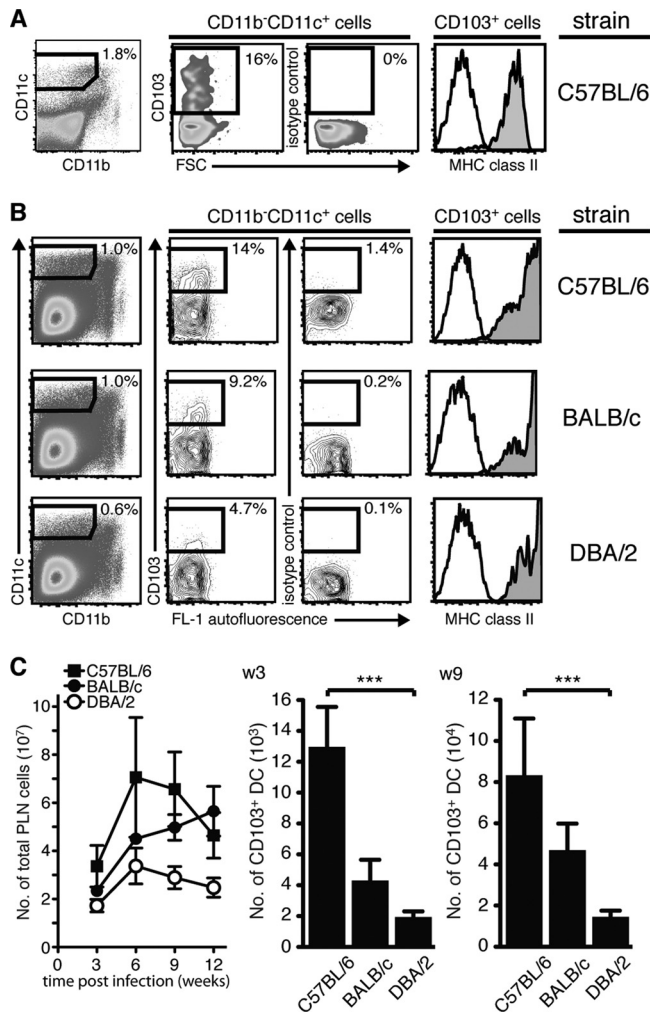 A
CD11b⁻CD11c⁺ cells
CD103⁺ cells
strain
1.8%
16%
0%
CD11c
CD103
isotype control
C57BL/6
CD11b
FSC
MHC class II
B
CD11b⁻CD11c⁺ cells
CD103⁺ cells
strain
1.0%
14%
1.4%
C57BL/6
1.0%
9.2%
0.2%
BALB/c
0.6%
4.7%
0.1%
DBA/2
CD11c
CD103
isotype control
CD11b
FL-1 autofluorescence
MHC class II
C
C57BL/6
BALB/c
DBA/2
No. of total PLN cells (10⁷)
10
8
6
4
2
0
0 3 6 9 12
time post infection (weeks)
w3
***
No. of CD103⁺ DC (10³)
16
14
12
10
8
6
4
2
0
C57BL/6
BALB/c
DBA/2
w9
***
No. of CD103⁺ DC (10⁴)
12
10
8
6
4
2
0
C57BL/6
BALB/c
DBA/2